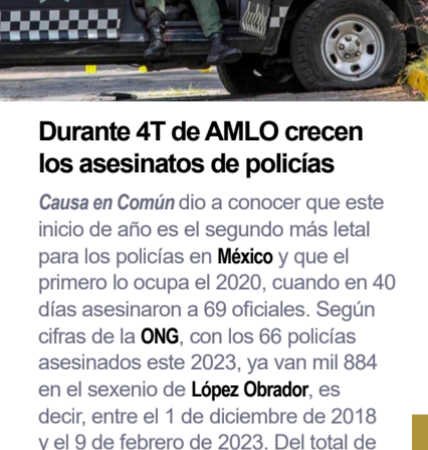 Durante 4T de AMLO crecen
los asesinatos de policías
Causa en Común dio a conocer que este
inicio de año es el segundo más letal
para los policías en México y que el
primero lo ocupa el 2020, cuando en 40
días asesinaron a 69 oficiales. Según
cifras de la ONG, con los 66 policías
asesinados este 2023, ya van mil 884
en el sexenio de López Obrador, es
decir, entre el 1 de diciembre de 2018
y el 9 de febrero de 2023. Del total de